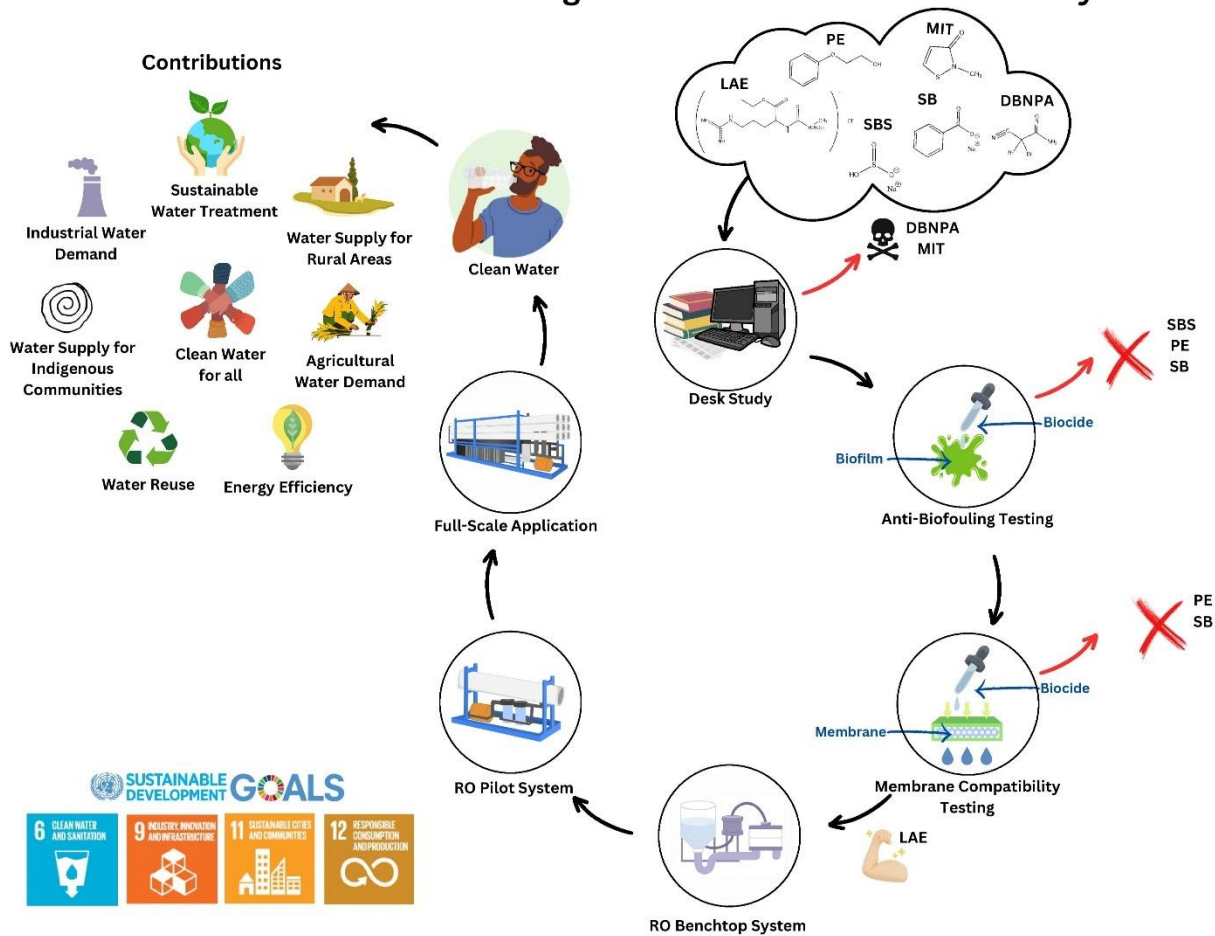 Contributions
Sustainable
Water Treatment
Industrial Water
Demand
Water Supply for
Rural Areas
Water Supply for
Indigenous
Communities
Clean Water
for all
Agricultural
Water Demand
Water Reuse
Energy Efficiency
Clean Water
PE
MIT
LAE
SB
DBNPA
SBS
DBNPA
MIT
Desk Study
SBS
PE
SB
Biocide
Biofilm
Anti-Biofouling Testing
PE
SB
Biocide
Membrane
Membrane Compatibility
Testing
LAE
RO Benchtop System
RO Pilot System
Full-Scale Application
SUSTAINABLE
DEVELOPMENT GOALS
6 CLEAN WATER
AND SANITATION
9 INDUSTRY, INNOVATION
AND INFRASTRUCTURE
11 SUSTAINABLE CITIES
AND COMMUNITIES
12 RESPONSIBLE
CONSUMPTION
AND PRODUCTION